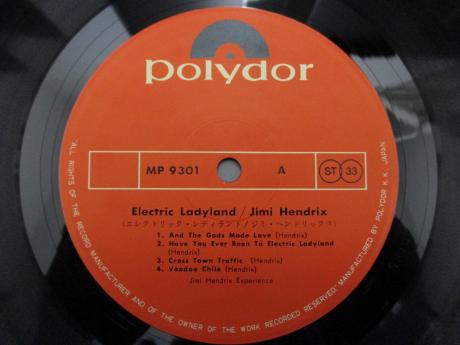 polydor
MP 9301 A ST 33
Electric Ladyland / Jimi Hendrix
(エレクトリック・レディランド/ジミ・ヘンドリックス)
1. And The Gods Made Love (Hendrix)
2. Have You Ever Been To Electric Ladyland
(Hendrix)
3. Cross Town Traffic (Hendrix)
4. Voodoo Chile (Hendrix)
Jimi Hendrix Experience
"ALL RIGHTS OF THE RECORD MANUFACTURER AND OF THE OWNER OF THE WORK RECORDED RESERVED" MANUFACTURED BY POLYDOR K.K. JAPAN